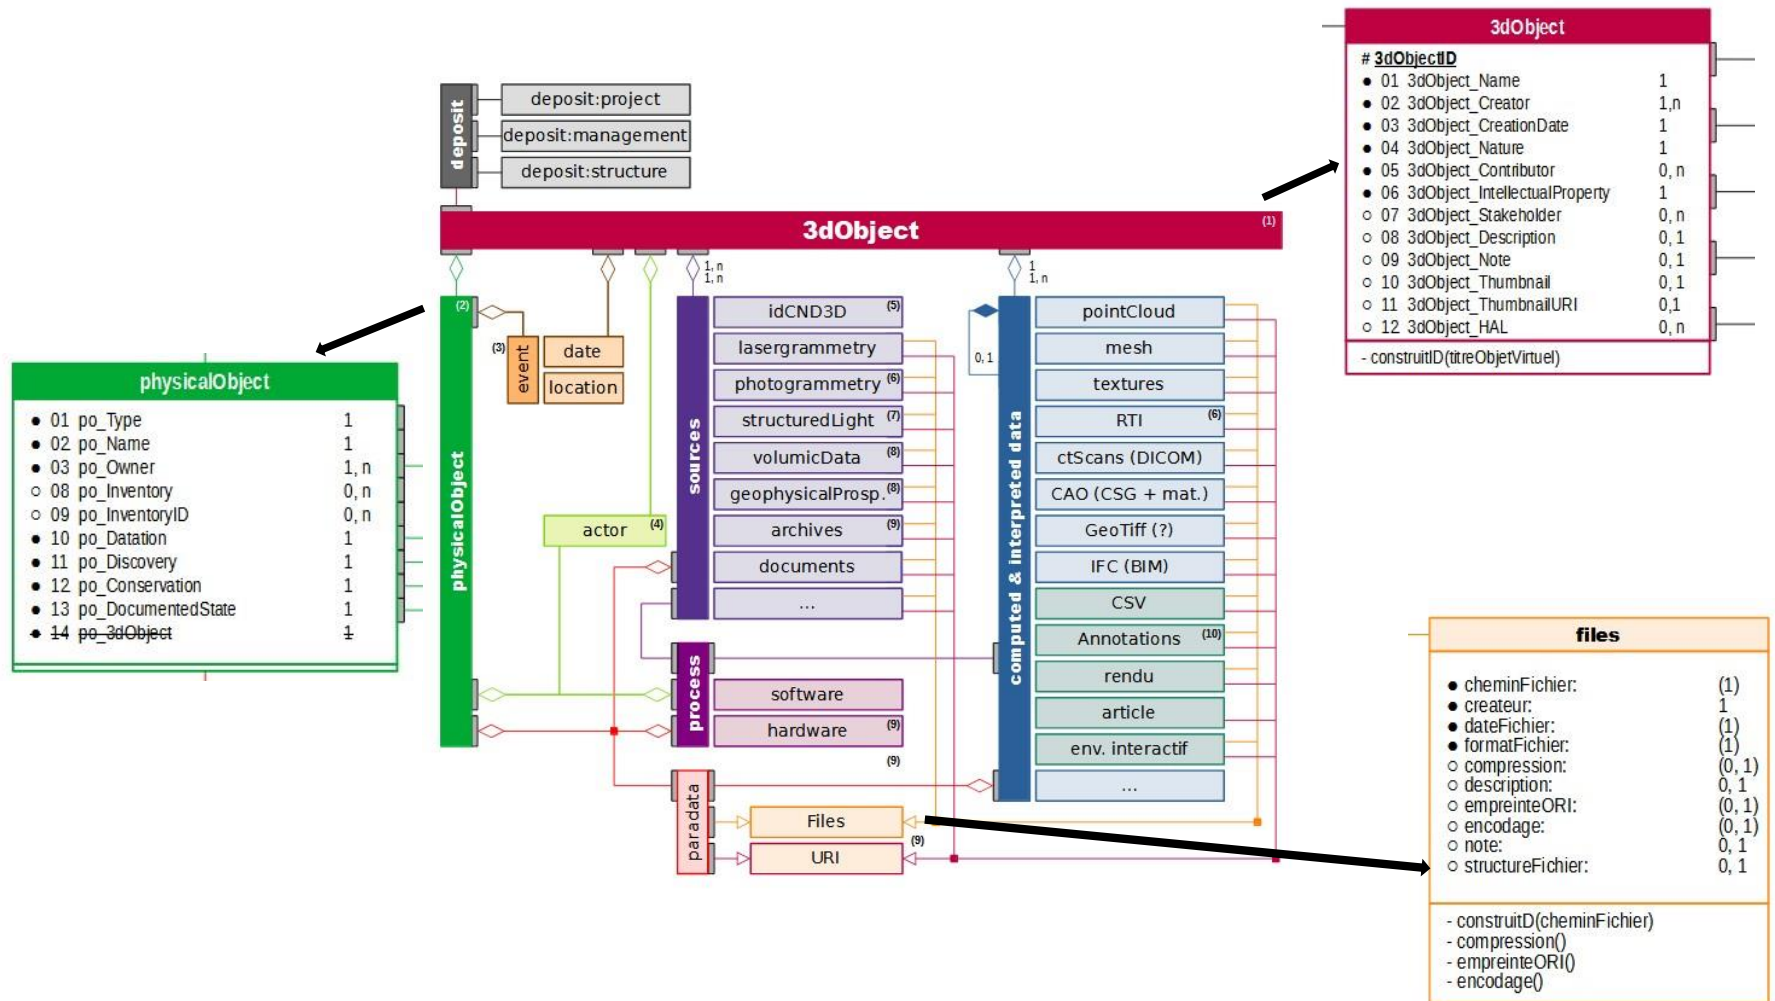 3dObject
# 3dObjectID
● 01 3dObject_Name 1
● 02 3dObject_Creator 1,n
● 03 3dObject_CreationDate 1
● 04 3dObject_Nature 1
● 05 3dObject_Contributor 0, n
● 06 3dObject_IntellectualProperty 1
○ 07 3dObject_Stakeholder 0, n
○ 08 3dObject_Description 0, 1
○ 09 3dObject_Note 0, 1
○ 10 3dObject_Thumbnail 0, 1
○ 11 3dObject_ThumbnailURI 0,1
○ 12 3dObject_HAL 0, n
- construitID(titreObjetVirtuel)
deposit
deposit:project
deposit:management
deposit:structure
3dObject (1)
1, n
1, n
1
1, n
physicalObject
● 01 po_Type 1
● 02 po_Name 1
● 03 po_Owner 1, n
○ 08 po_Inventory 0, n
○ 09 po_InventoryID 0, n
● 10 po_Datation 1
● 11 po_Discovery 1
● 12 po_Conservation 1
● 13 po_DocumentedState 1
● 14 po_3dObject 1
(2)
physicalObject
(3)
event
date
location
actor (4)
sources
idCND3D (5)
lasergrammetry
photogrammetry (6)
structuredLight (7)
volumicData (8)
geophysicalProsp. (8)
archives (9)
documents
...
process
software
hardware (9)
(9)
paradata
Files
(9)
URI
0, 1
computed & interpreted data
pointCloud
mesh
textures
RTI (6)
ctScans (DICOM)
CAO (CSG + mat.)
GeoTiff (?)
IFC (BIM)
CSV
Annotations (10)
rendu
article
env. interactif
...
files
● cheminFichier: (1)
● createur: 1
● dateFichier: (1)
● formatFichier: (1)
○ compression: (0, 1)
○ description: 0, 1
○ empreinteORI: (0, 1)
○ encodage: (0, 1)
○ note: 0, 1
○ structureFichier: 0, 1
- construitD(cheminFichier)
- compression()
- empreinteORI()
- encodage()